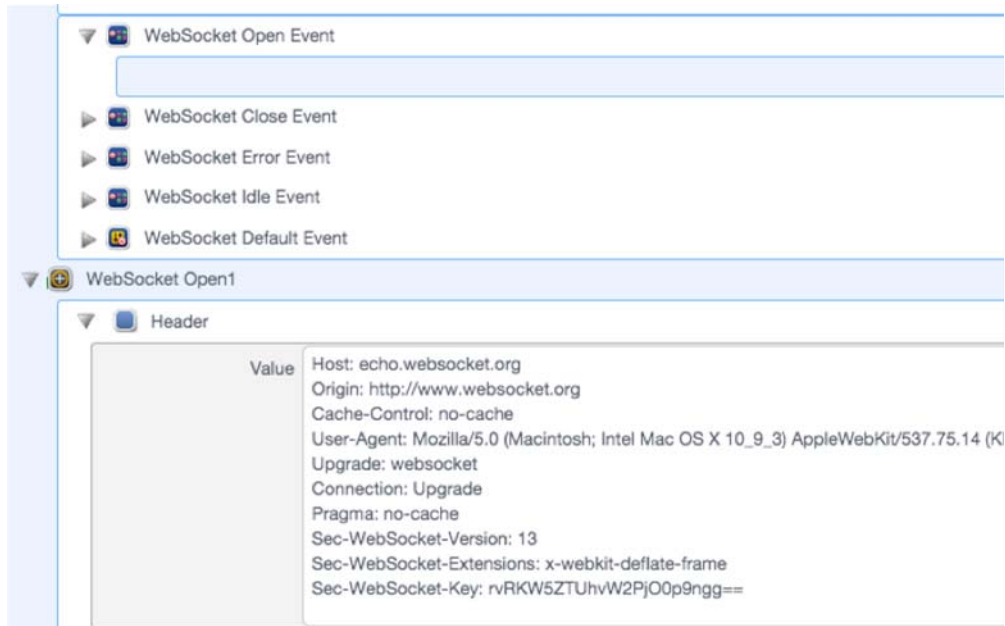 WebSocket Open Event
WebSocket Close Event
WebSocket Error Event
WebSocket Idle Event
WebSocket Default Event
WebSocket Open1
Header
Value
Host: echo.websocket.org
Origin: http://www.websocket.org
Cache-Control: no-cache
User-Agent: Mozilla/5.0 (Macintosh; Intel Mac OS X 10_9_3) AppleWebKit/537.75.14
Upgrade: websocket
Connection: Upgrade
Pragma: no-cache
Sec-WebSocket-Version: 13
Sec-WebSocket-Extensions: x-webkit-deflate-frame
Sec-WebSocket-Key: rvRKW5ZTUhvW2PjO0p9ngg==